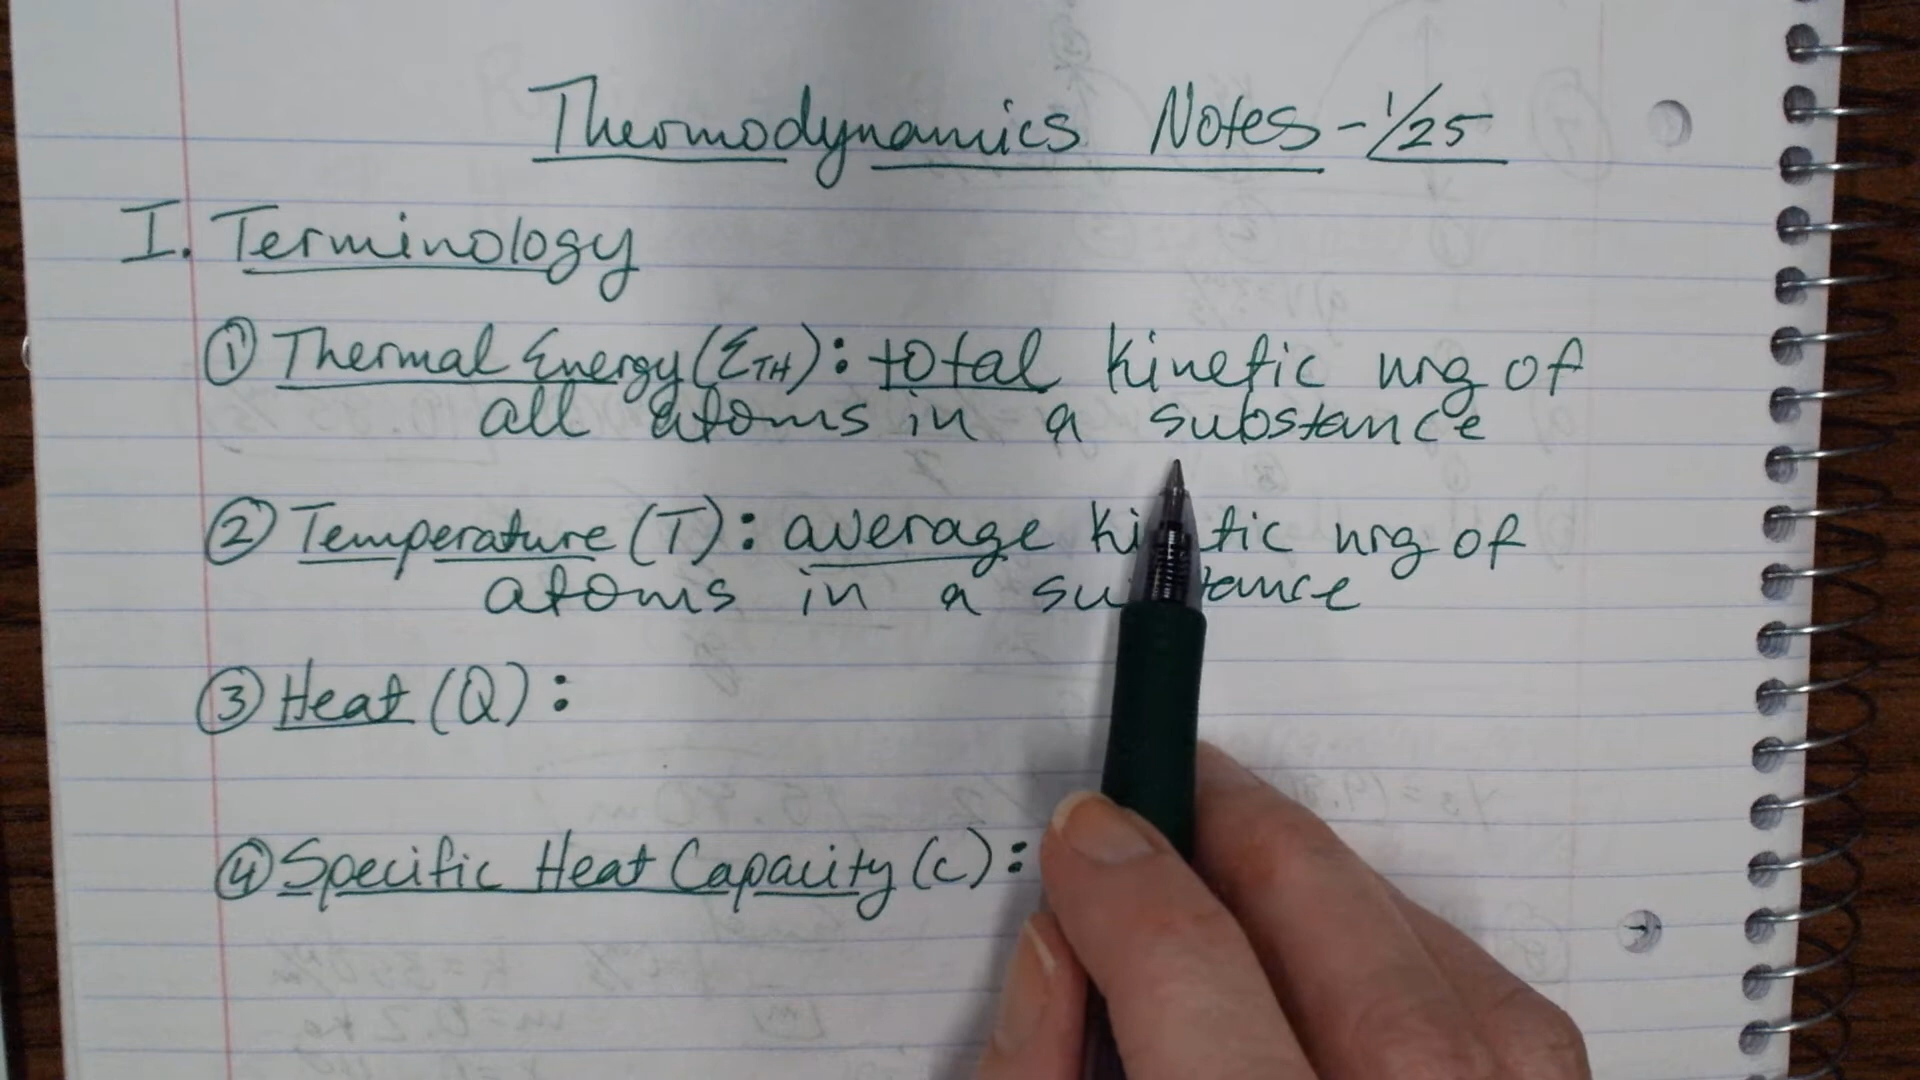 Thermodynamics Notes - 1/25
I. Terminology
① Thermal Energy (ETH): total kinetic nrg of
all atoms in a substance
② Temperature (T): average ki tic nrg of
atoms in a su tance
③ Heat (Q):
④ Specific Heat Capacity (c):